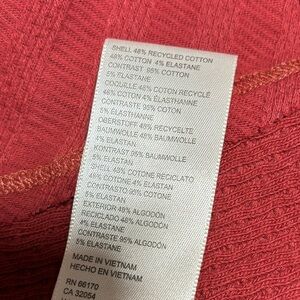 SHELL 48% RECYCLED COTTON
48% COTTON 4% ELASTANE
CONTRAST 95% COTTON
5% ELASTANE
COQUILLE 48% COTON RECYCLÉ
48% COTON 4% ÉLASTHANNE
CONTRASTE 95% COTON
5% ÉLASTHANNE
OBERSTOFF 48% RECYCELTE
BAUMWOLLE 48% BAUMWOLLE
4% ELASTAN
KONTRAST 95% BAUMWOLLE
5% ELASTAN
SHELL 48% COTONE RICICLATO
48% COTONE 4% ELASTAN
CONTRASTO 95% COTONE
5% ELASTAN
EXTERIOR 48% ALGODÓN
RECICLADO 48% ALGODÓN
4% ELASTANO
CONTRASTE 95% ALGODÓN
5% ELASTANO
MADE IN VIETNAM
HECHO EN VIETNAM
RN 66170
CA 32054